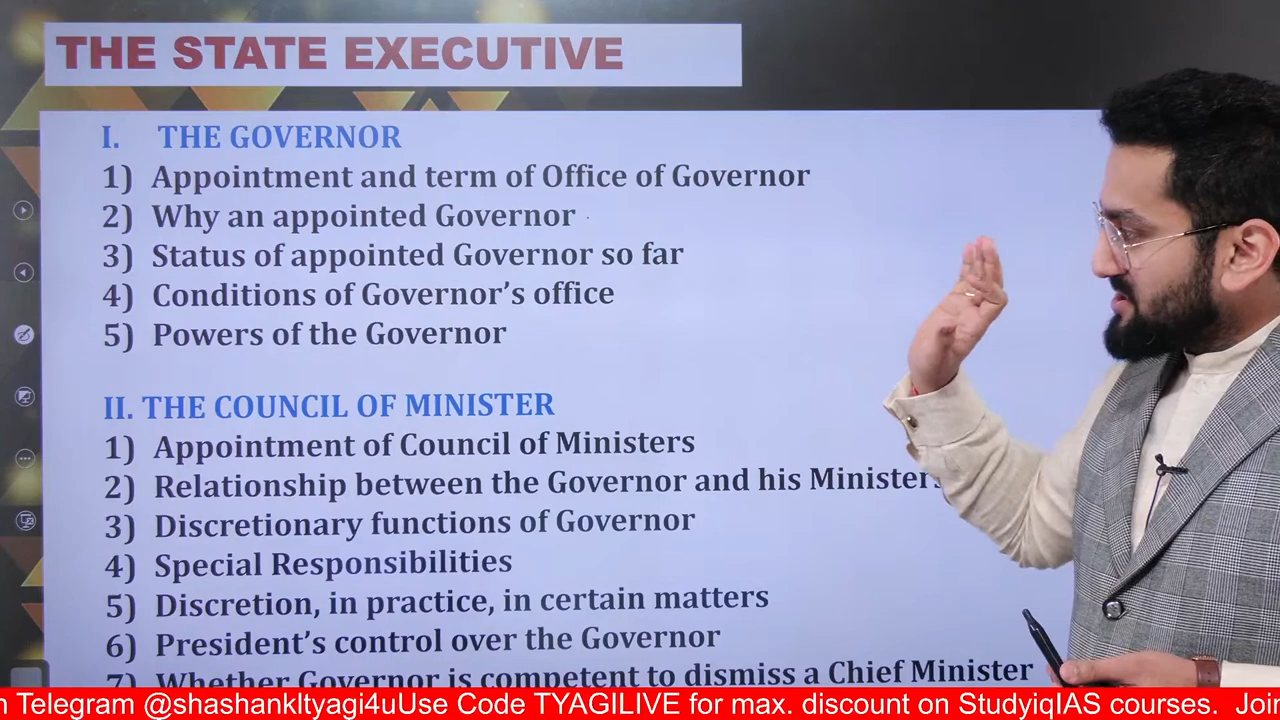 THE STATE EXECUTIVE
I. THE GOVERNOR
1) Appointment and term of Office of Governor
2) Why an appointed Governor
3) Status of appointed Governor so far
4) Conditions of Governor's office
5) Powers of the Governor
II. THE COUNCIL OF MINISTER
1) Appointment of Council of Ministers
2) Relationship between the Governor and his Ministers
3) Discretionary functions of Governor
4) Special Responsibilities
5) Discretion, in practice, in certain matters
6) President's control over the Governor
7) Whether Governor is competent to dismiss a Chief Minister
Telegram @shashankltyagi4uUse Code TYAGILIVE for max. discount on StudyiqIAS courses.